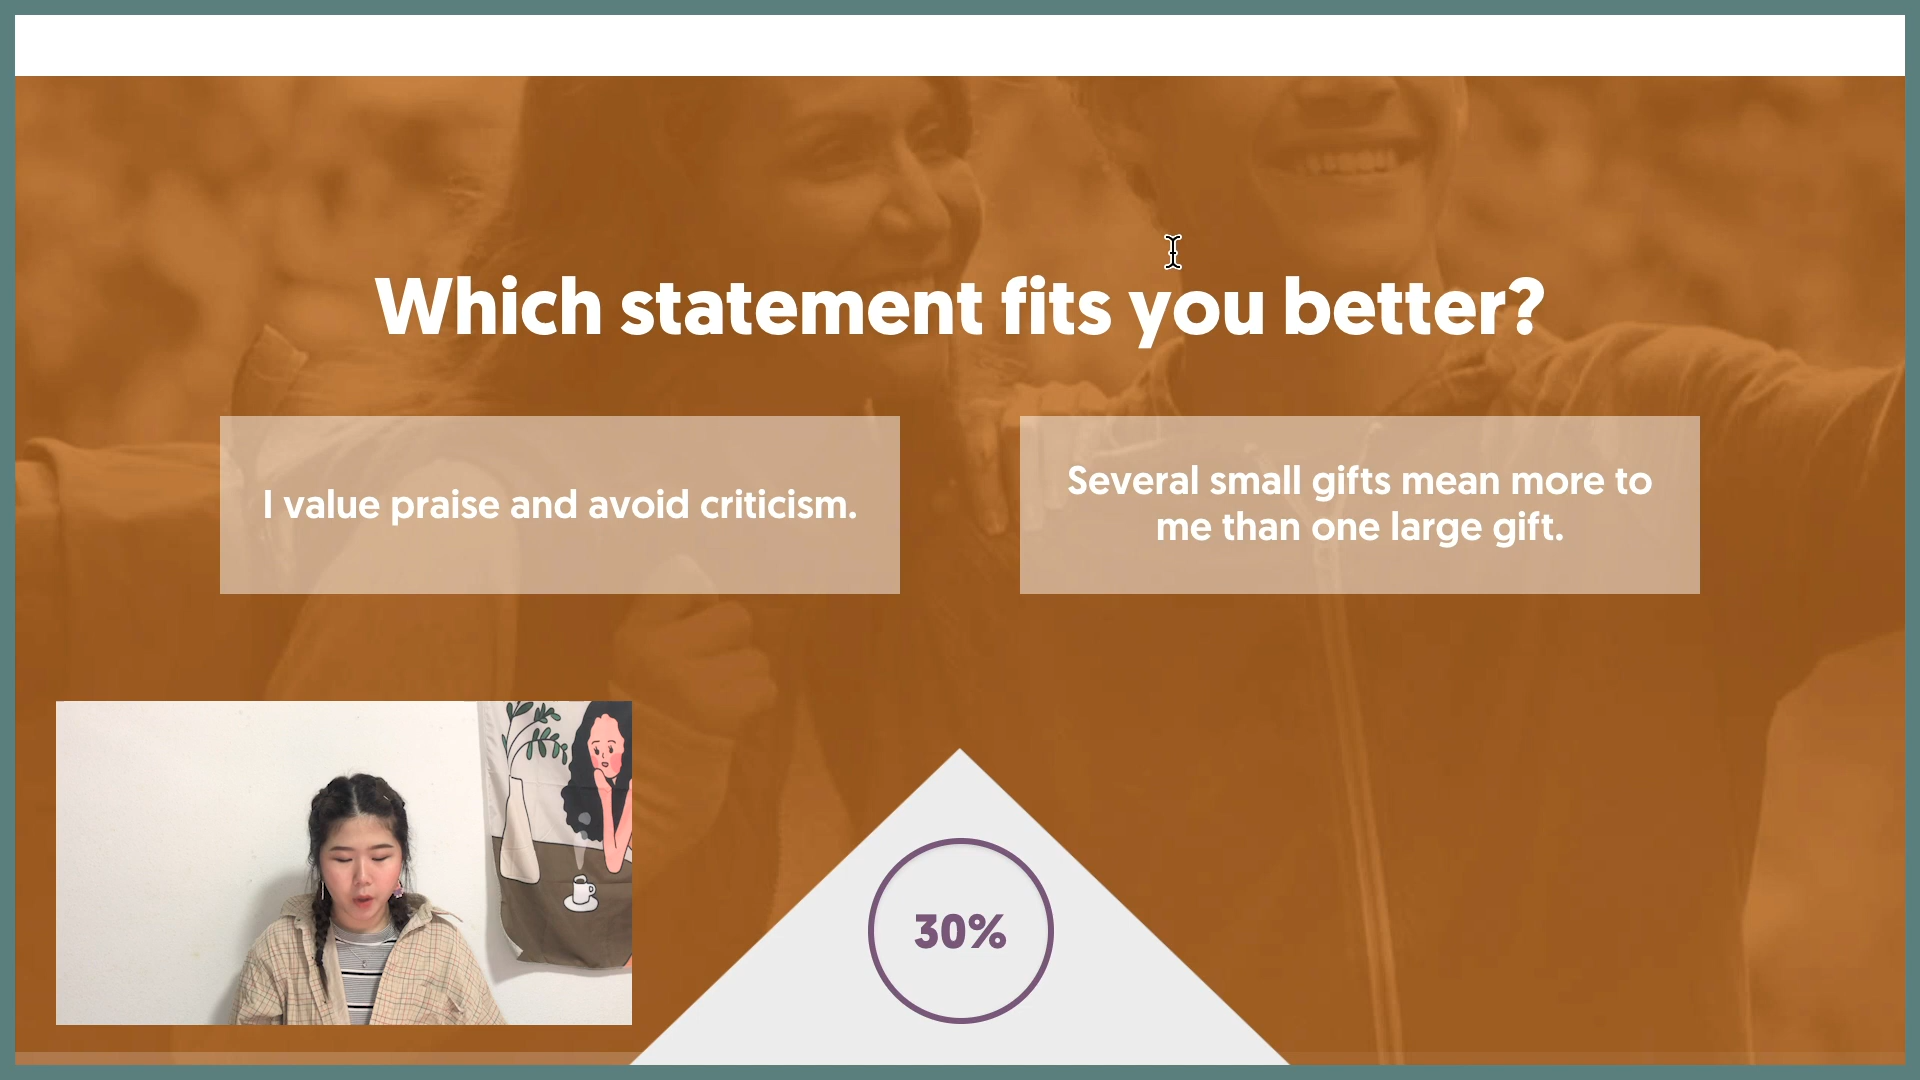 Which statement fits you better?
I value praise and avoid criticism.
Several small gifts mean more to
me than one large gift.
30%